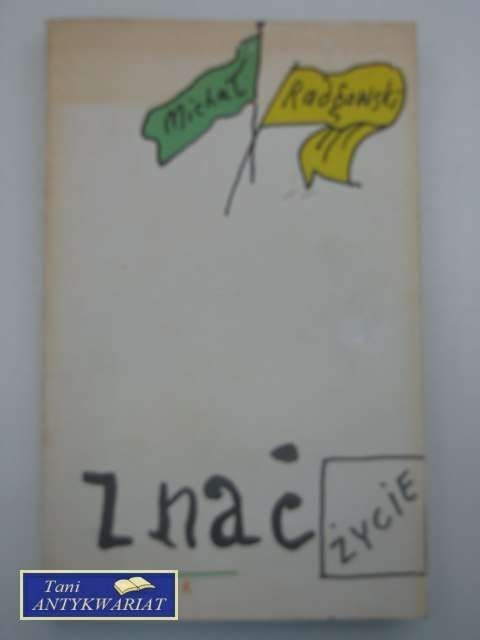 Michał Radgowski
znać
życie
Tani
ANTYKWARIAT